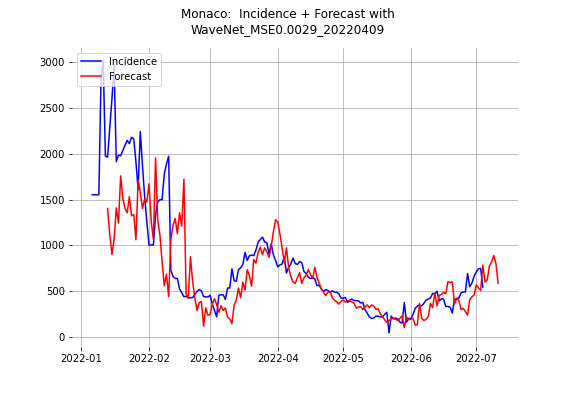 Monaco:  Incidence + Forecast with
WaveNet_MSE0.0029_20220409
Incidence
Forecast
3000
2500
2000
1500
1000
500
0
2022-01 2022-02 2022-03 2022-04 2022-05 2022-06 2022-07